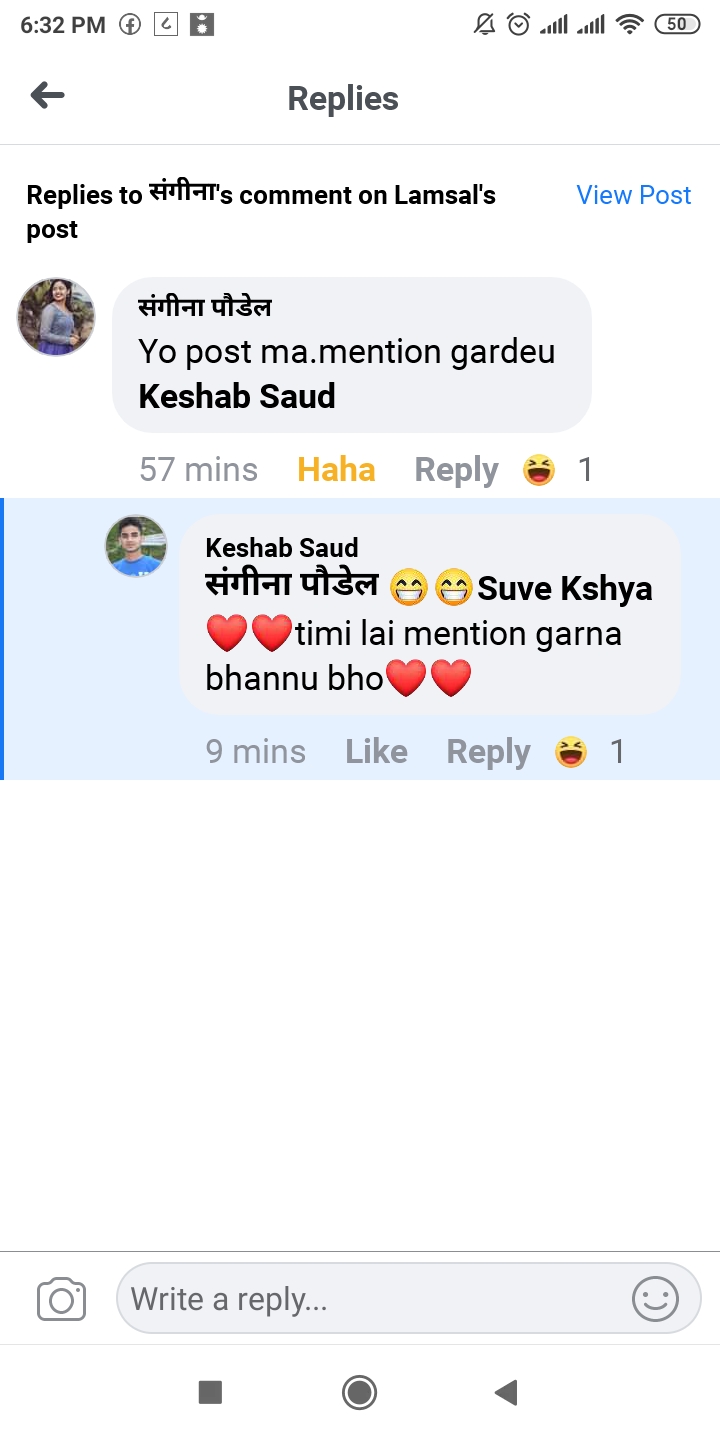 6:32 PM
50
Replies
Replies to संगीना's comment on Lamsal's
post
View Post
संगीना पौडेल
Yo post ma.mention gardeu
Keshab Saud
57 mins Haha Reply 😆 1
Keshab Saud
संगीना पौडेल 😁😁Suve Kshya
❤️❤️timi lai mention garna
bhannu bho❤️❤️
9 mins Like Reply 😆 1
Write a reply...